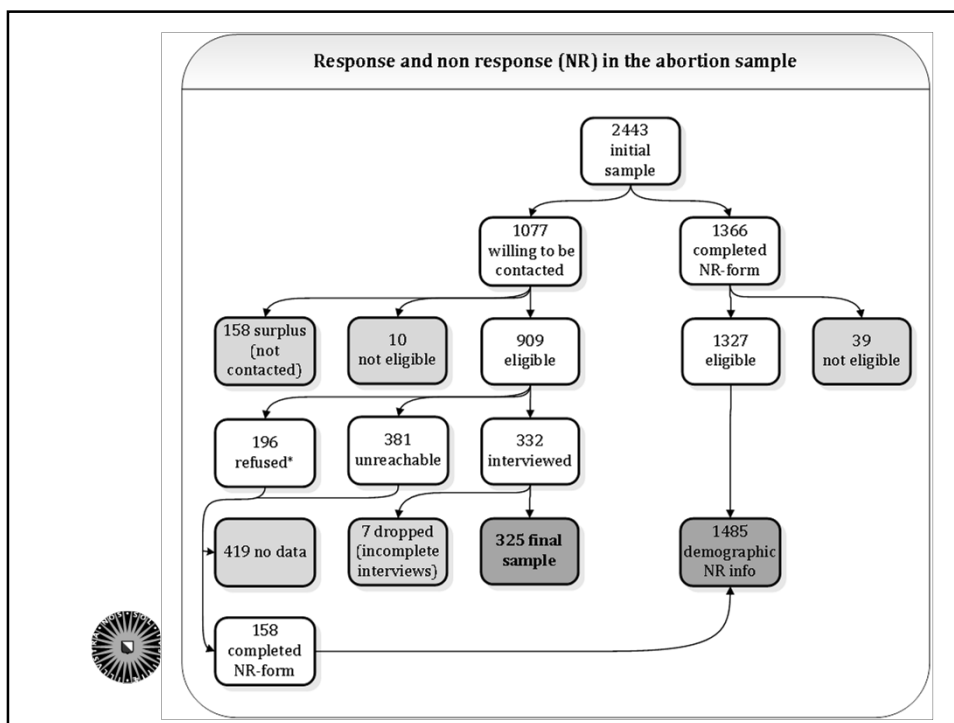 Response and non response (NR) in the abortion sample
2443
initial
sample
1077
willing to be
contacted
1366
completed
NR-form
158 surplus
(not
contacted)
10
not eligible
909
eligible
1327
eligible
39
not eligible
196
refused*
381
unreachable
332
interviewed
419 no data
7 dropped
(incomplete
interviews)
325 final
sample
1485
demographic
NR info
158
completed
NR-form